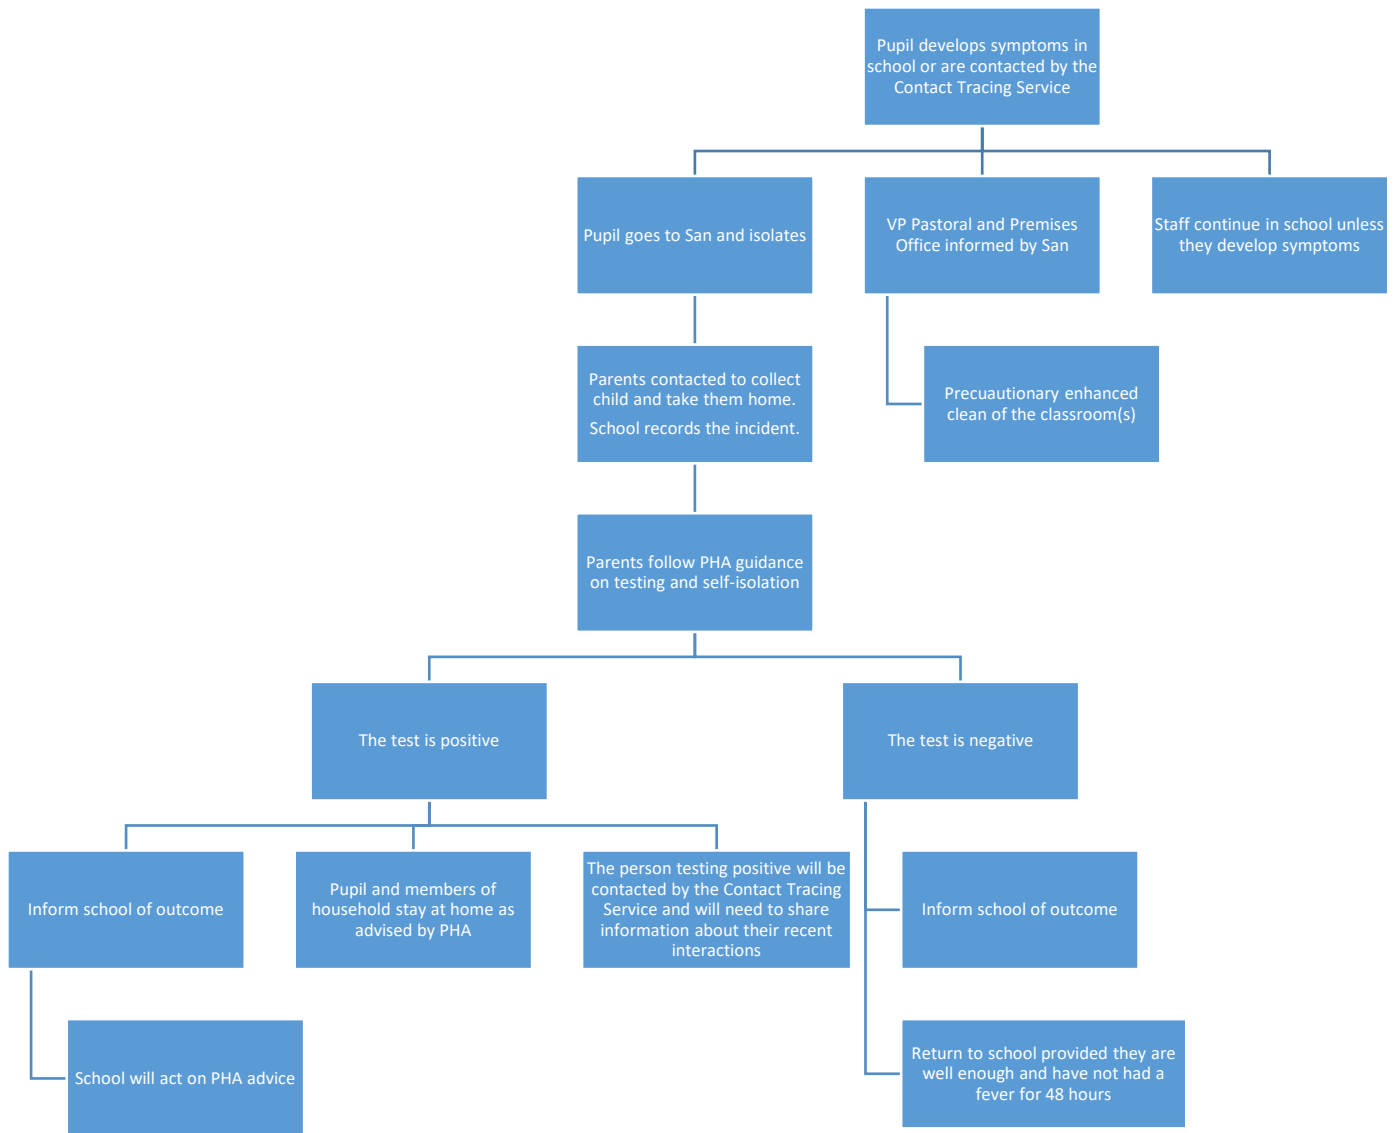 Pupil develops symptoms in
school or are contacted by the
Contact Tracing Service
Pupil goes to San and isolates
VP Pastoral and Premises
Office informed by San
Staff continue in school unless
they develop symptoms
Parents contacted to collect
child and take them home.
School records the incident.
Precuautionary enhanced
clean of the classroom(s)
Parents follow PHA guidance
on testing and self-isolation
The test is positive
The test is negative
Inform school of outcome
Pupil and members of
household stay at home as
advised by PHA
The person testing positive will be
contacted by the Contact Tracing
Service and will need to share
information about their recent
interactions
Inform school of outcome
School will act on PHA advice
Return to school provided they are
well enough and have not had a
fever for 48 hours